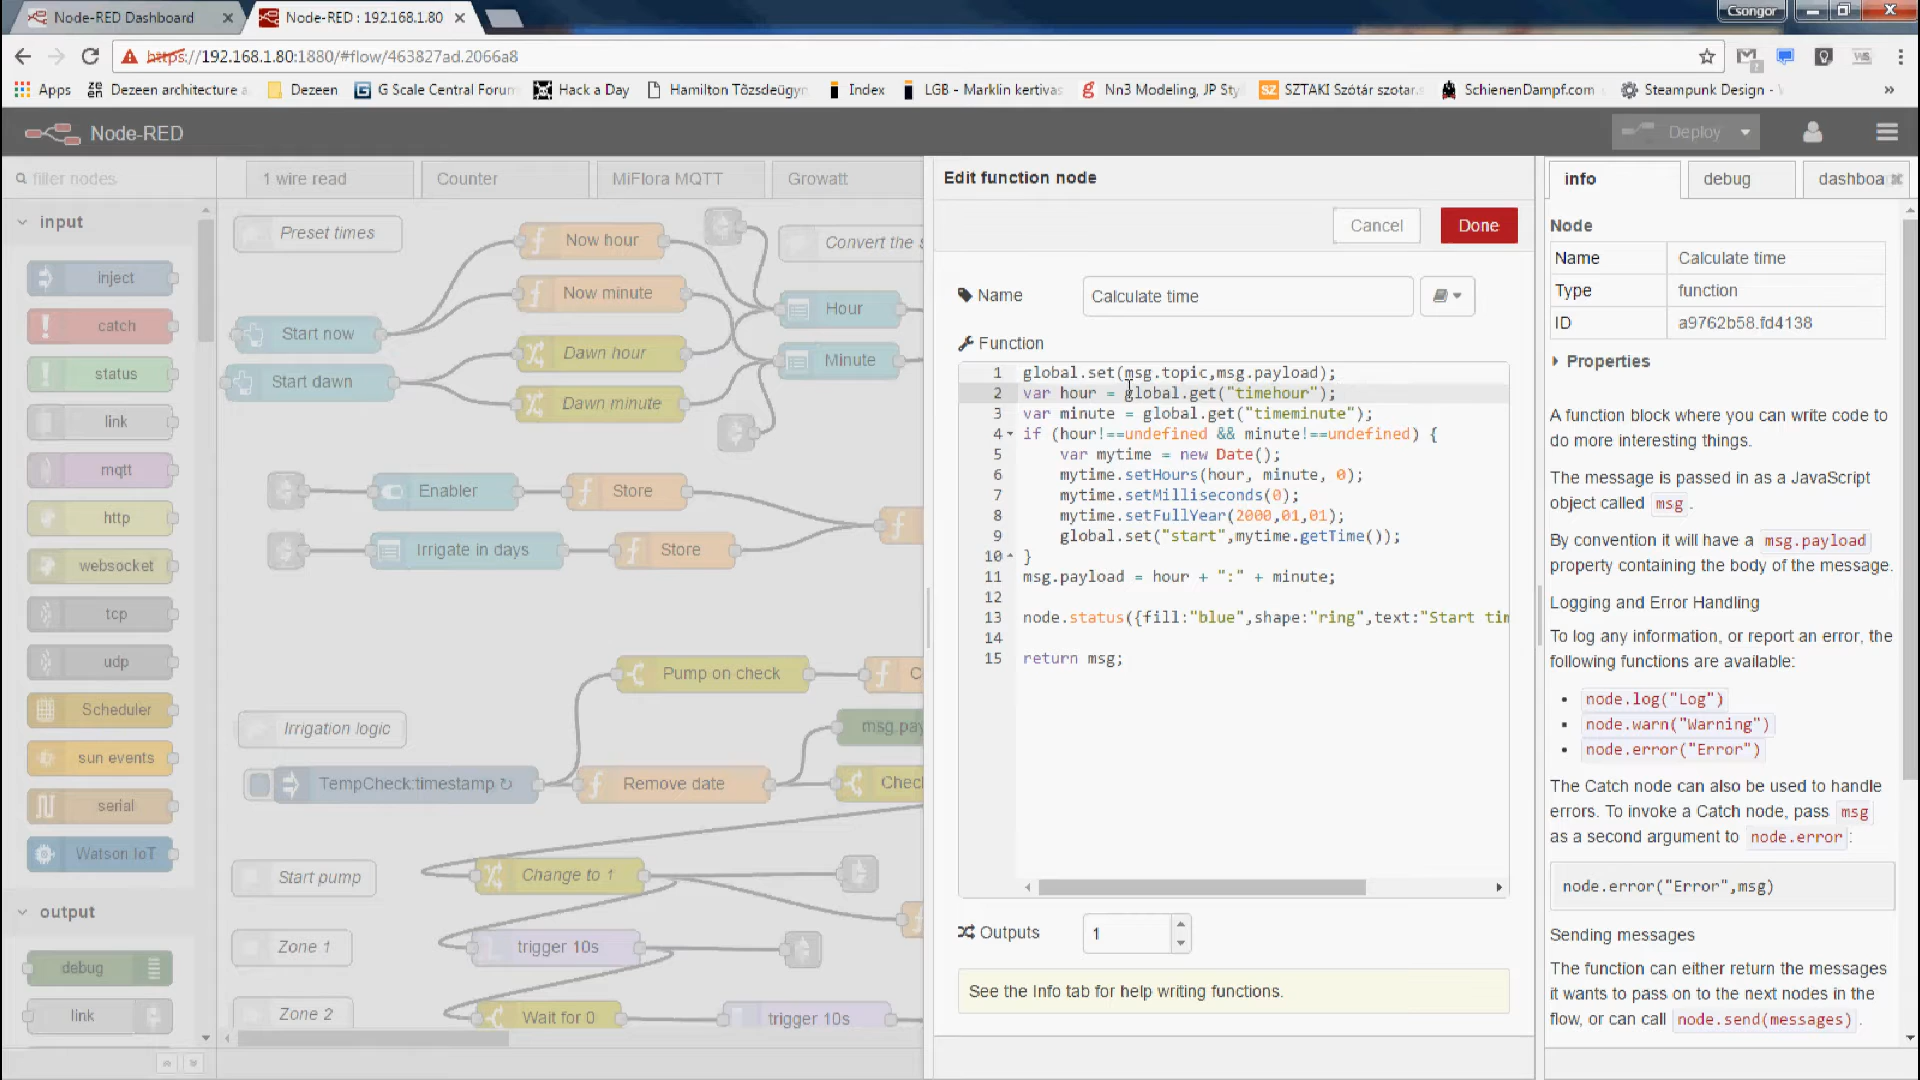 Node-RED Dashboard
Node-RED : 192.168.1.80
Csongor
https://192.168.1.80:1880/#flow/463827ad.2066a8
Apps
Dezeen architecture a
Dezeen
G Scale Central Forum
Hack a Day
Hamilton Tőzsdeügyn
Index
LGB - Marklin kertivas
Nn3 Modeling, JP Sty
SZTAKI Szótár szotar.s
SchienenDampf.com
Steampunk Design -
»
Node-RED
Deploy
filter nodes
1 wire read
Counter
MiFlora MQTT
Growatt
input
inject
catch
status
link
mqtt
http
websocket
tcp
udp
Scheduler
sun events
serial
Watson IoT
output
debug
link
Preset times
Now hour
Convert the s
Now minute
Hour
Start now
Dawn hour
Minute
Start dawn
Dawn minute
Enabler
Store
Irrigate in days
Store
Pump on check
C
Irrigation logic
msg.pay
TempCheck:timestamp ↻
Remove date
Chec
Start pump
Change to 1
Zone 1
trigger 10s
Zone 2
Wait for 0
trigger 10s
Edit function node
Cancel
Done
Name
Calculate time
Function
1 global.set(msg.topic,msg.payload);
2 var hour = global.get("timehour");
3 var minute = global.get("timeminute");
4 if (hour!==undefined && minute!==undefined) {
5 var mytime = new Date();
6 mytime.setHours(hour, minute, 0);
7 mytime.setMilliseconds(0);
8 mytime.setFullYear(2000,01,01);
9 global.set("start",mytime.getTime());
10 }
11 msg.payload = hour + ":" + minute;
12
13 node.status({fill:"blue",shape:"ring",text:"Start tim
14
15 return msg;
Outputs
1
See the Info tab for help writing functions.
info
debug
dashboa
Node
Name Calculate time
Type function
ID a9762b58.fd4138
Properties
A function block where you can write code to
do more interesting things.
The message is passed in as a JavaScript
object called msg .
By convention it will have a msg.payload
property containing the body of the message.
Logging and Error Handling
To log any information, or report an error, the
following functions are available:
• node.log("Log")
• node.warn("Warning")
• node.error("Error")
The Catch node can also be used to handle
errors. To invoke a Catch node, pass msg
as a second argument to node.error :
node.error("Error",msg)
Sending messages
The function can either return the messages
it wants to pass on to the next nodes in the
flow, or can call node.send(messages) .